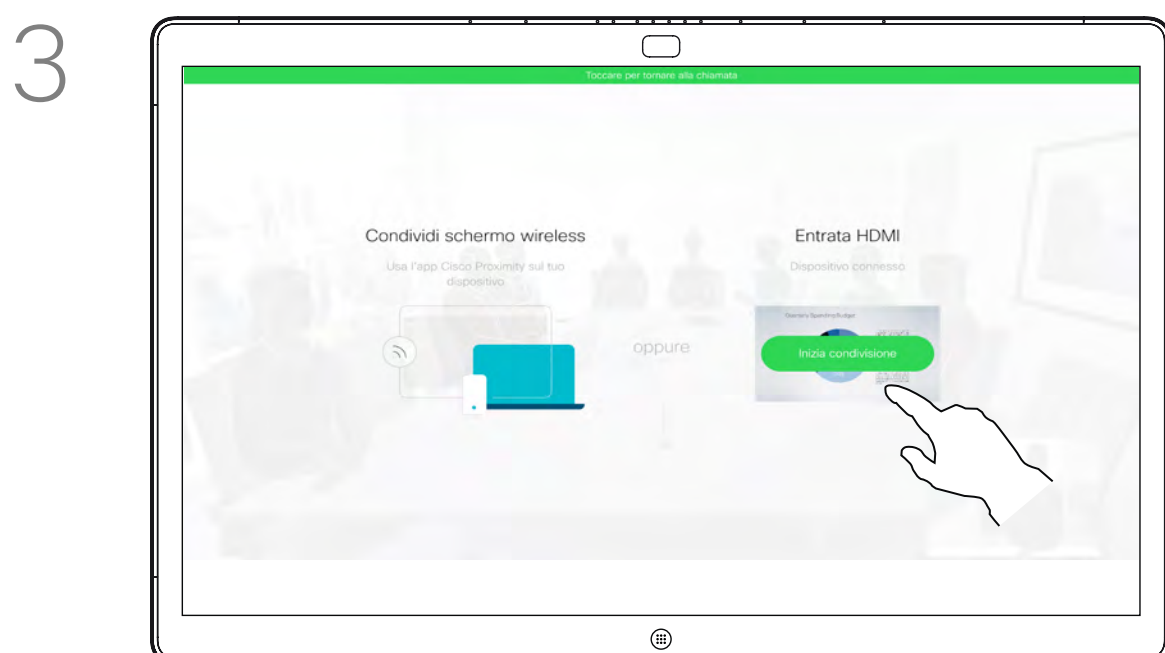 3
Toccare per tornare alla chiamata
Condividi schermo wireless
Usa l'app Cisco Proximity sul tuo
dispositivo
oppure
Entrata HDMI
Dispositivo connesso
Inizia condivisione